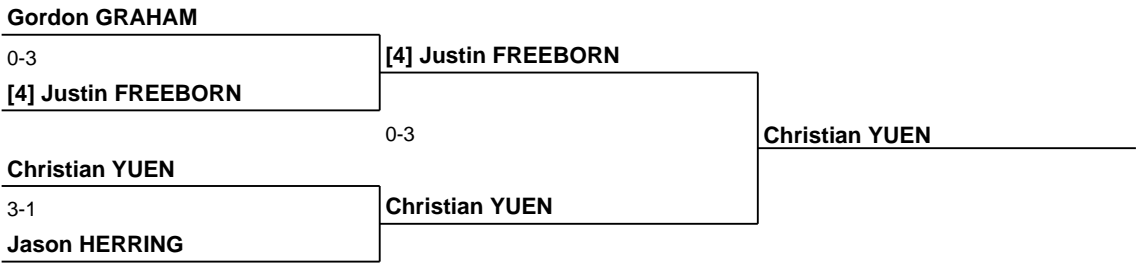 Gordon GRAHAM
0-3
[4] Justin FREEBORN
[4] Justin FREEBORN
0-3
Christian YUEN
Christian YUEN
3-1
Christian YUEN
Jason HERRING